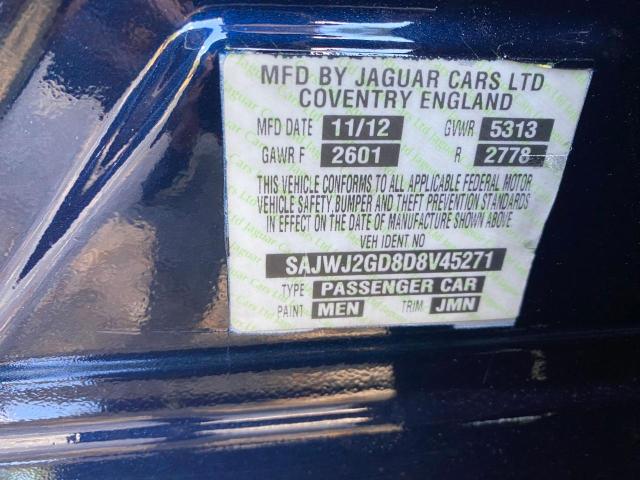 MFD BY JAGUAR CARS LTD
COVENTRY ENGLAND
MFD DATE 11/12 GVWR 5313
GAWR F 2601 R 2778
THIS VEHICLE CONFORMS TO ALL APPLICABLE FEDERAL MOTOR
VEHICLE SAFETY,BUMPER AND THEFT PREVENTION STANDARDS
IN EFFECT ON THE DATE OF MANUFACTURE SHOWN ABOVE
VEH IDENT NO
SAJWJ2GD8D8V45271
TYPE PASSENGER CAR
PAINT MEN TRIM JMN